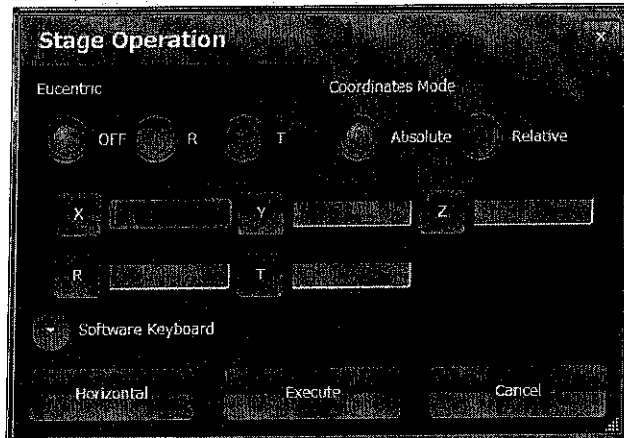 Stage Operation
Eucentric Coordinates Mode
OFF R T Absolute Relative
X Y Z
R T
Software Keyboard
Horizontal Execute Cancel